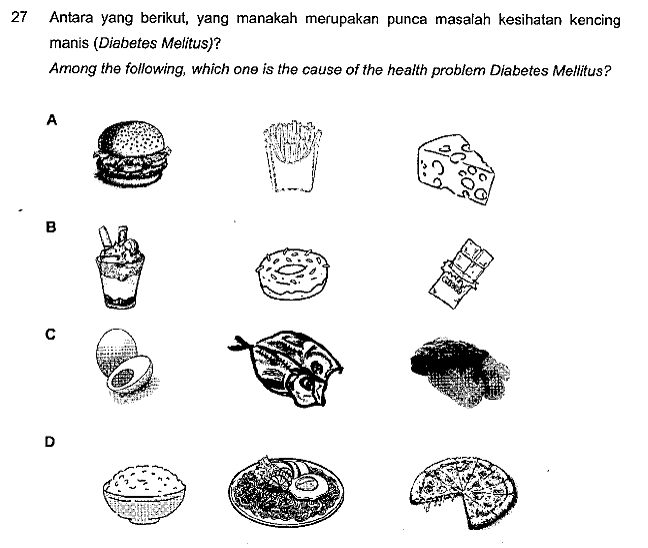 27 Antara yang berikut, yang manakah merupakan punca masalah kesihatan kencing
manis (Diabetes Melitus)?
Among the following, which one is the cause of the health problem Diabetes Mellitus?
A
B
C
D